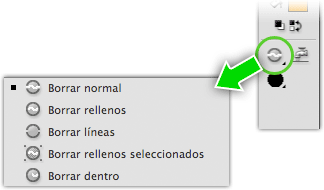 Borrar normal
Borrar rellenos
Borrar líneas
Borrar rellenos seleccionados
Borrar dentro